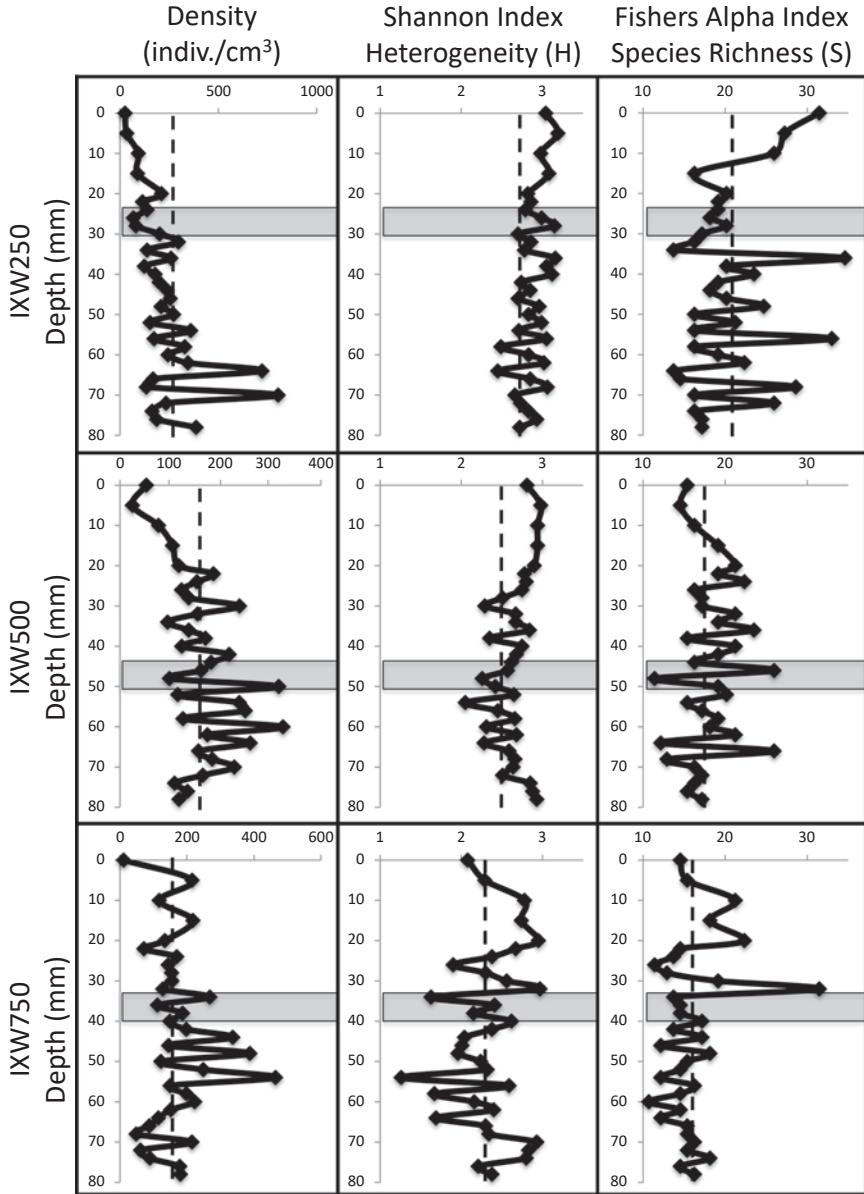 Density
(indiv./cm³)
Shannon Index
Heterogeneity (H)
Fishers Alpha Index
Species Richness (S)
IXW250
Depth (mm)
0 500 1000
1 2 3
10 20 30
0
10
20
30
40
50
60
70
80
IXW500
Depth (mm)
0 100 200 300 400
1 2 3
10 20 30
0
10
20
30
40
50
60
70
80
IXW750
Depth (mm)
0 200 400 600
1 2 3
10 20 30
0
10
20
30
40
50
60
70
80